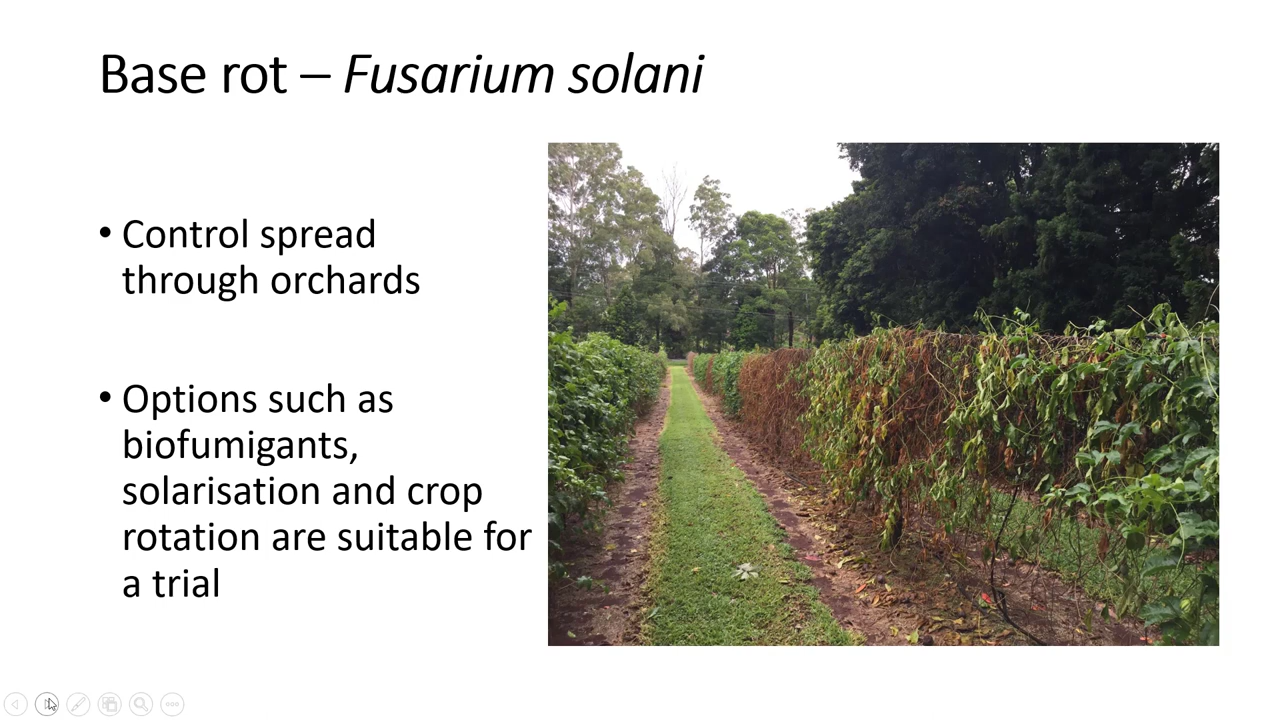 Base rot – Fusarium solani
• Control spread
through orchards
• Options such as
biofumigants,
solarisation and crop
rotation are suitable for
a trial